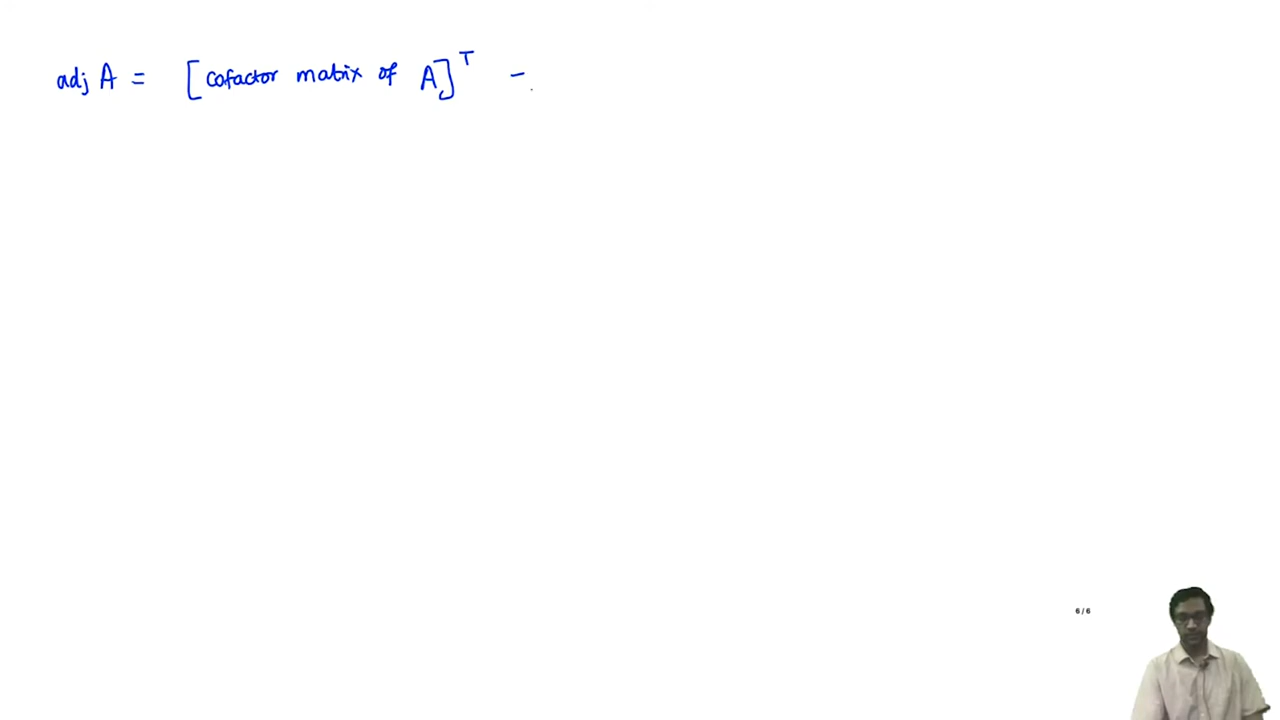 adj A = [cofactor matrix of A]^T -
6/6